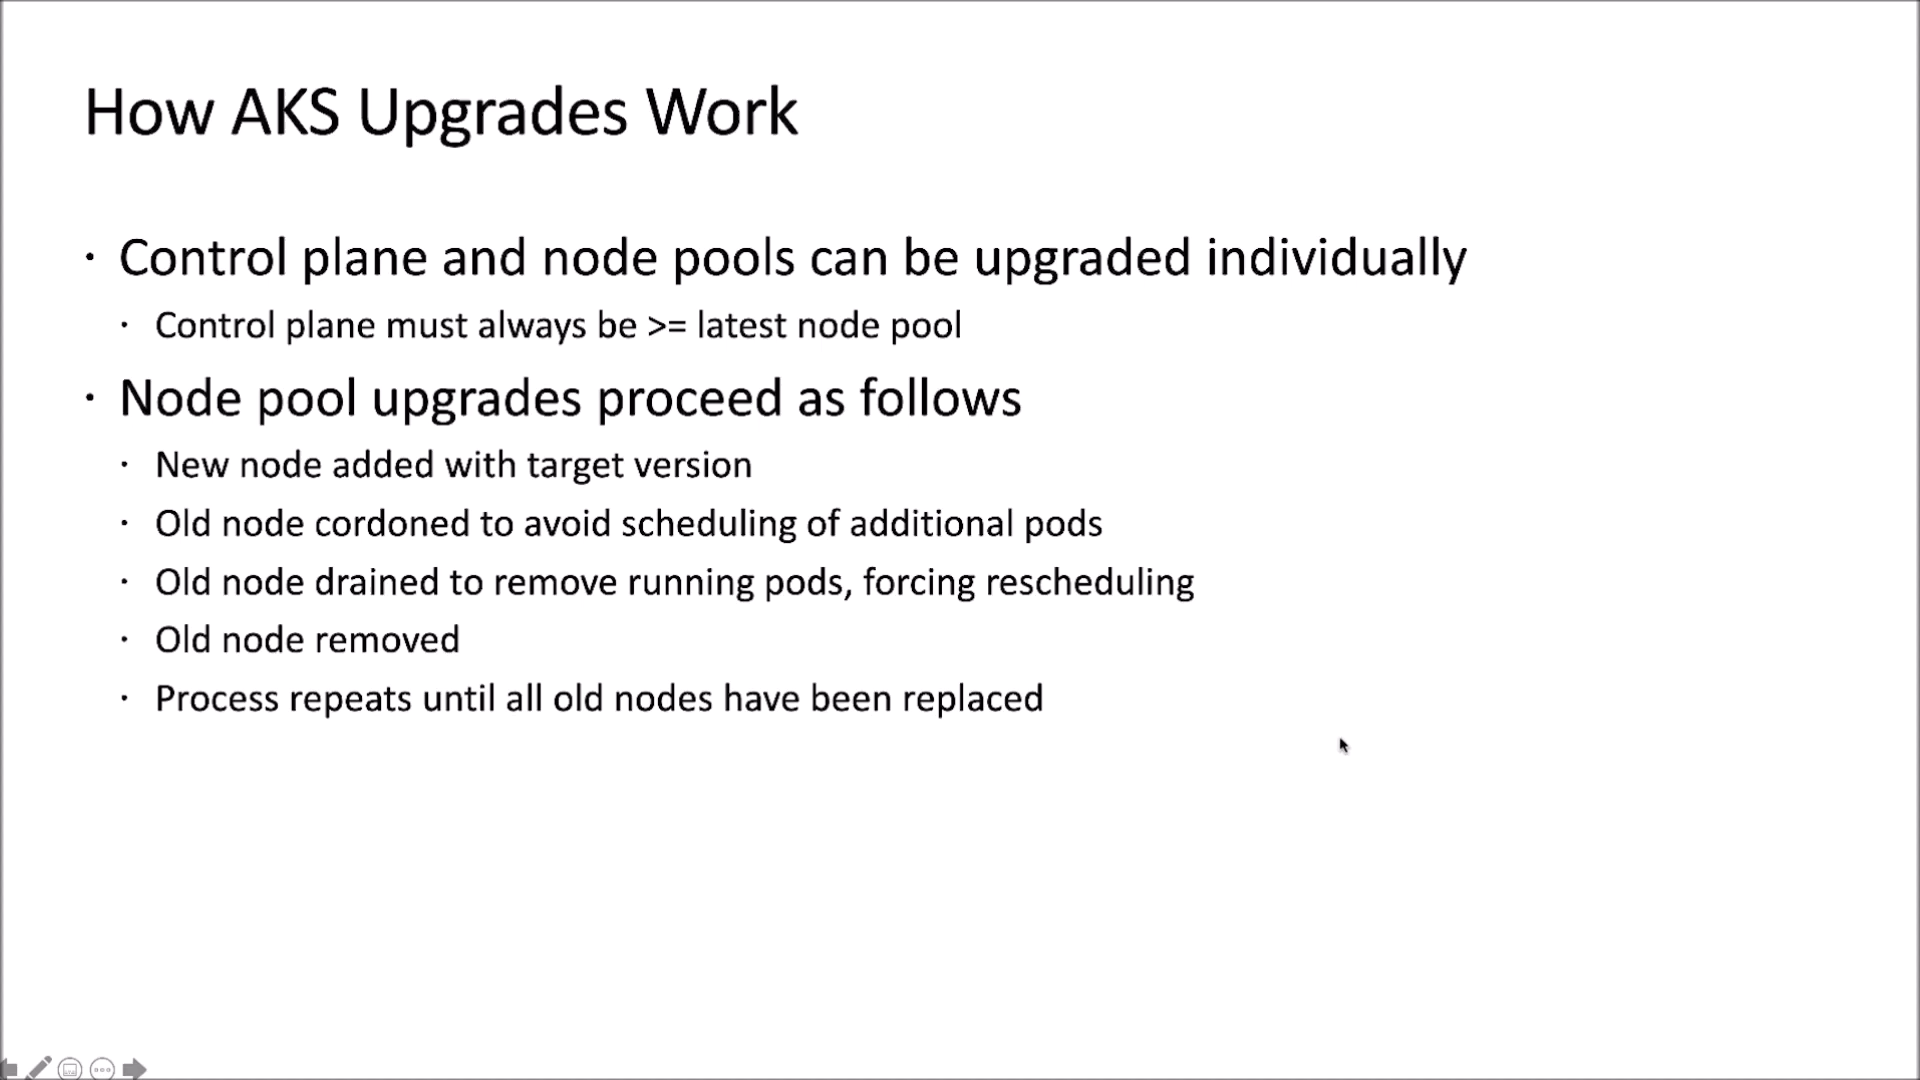 How AKS Upgrades Work
· Control plane and node pools can be upgraded individually
· Control plane must always be >= latest node pool
· Node pool upgrades proceed as follows
· New node added with target version
· Old node cordoned to avoid scheduling of additional pods
· Old node drained to remove running pods, forcing rescheduling
· Old node removed
· Process repeats until all old nodes have been replaced